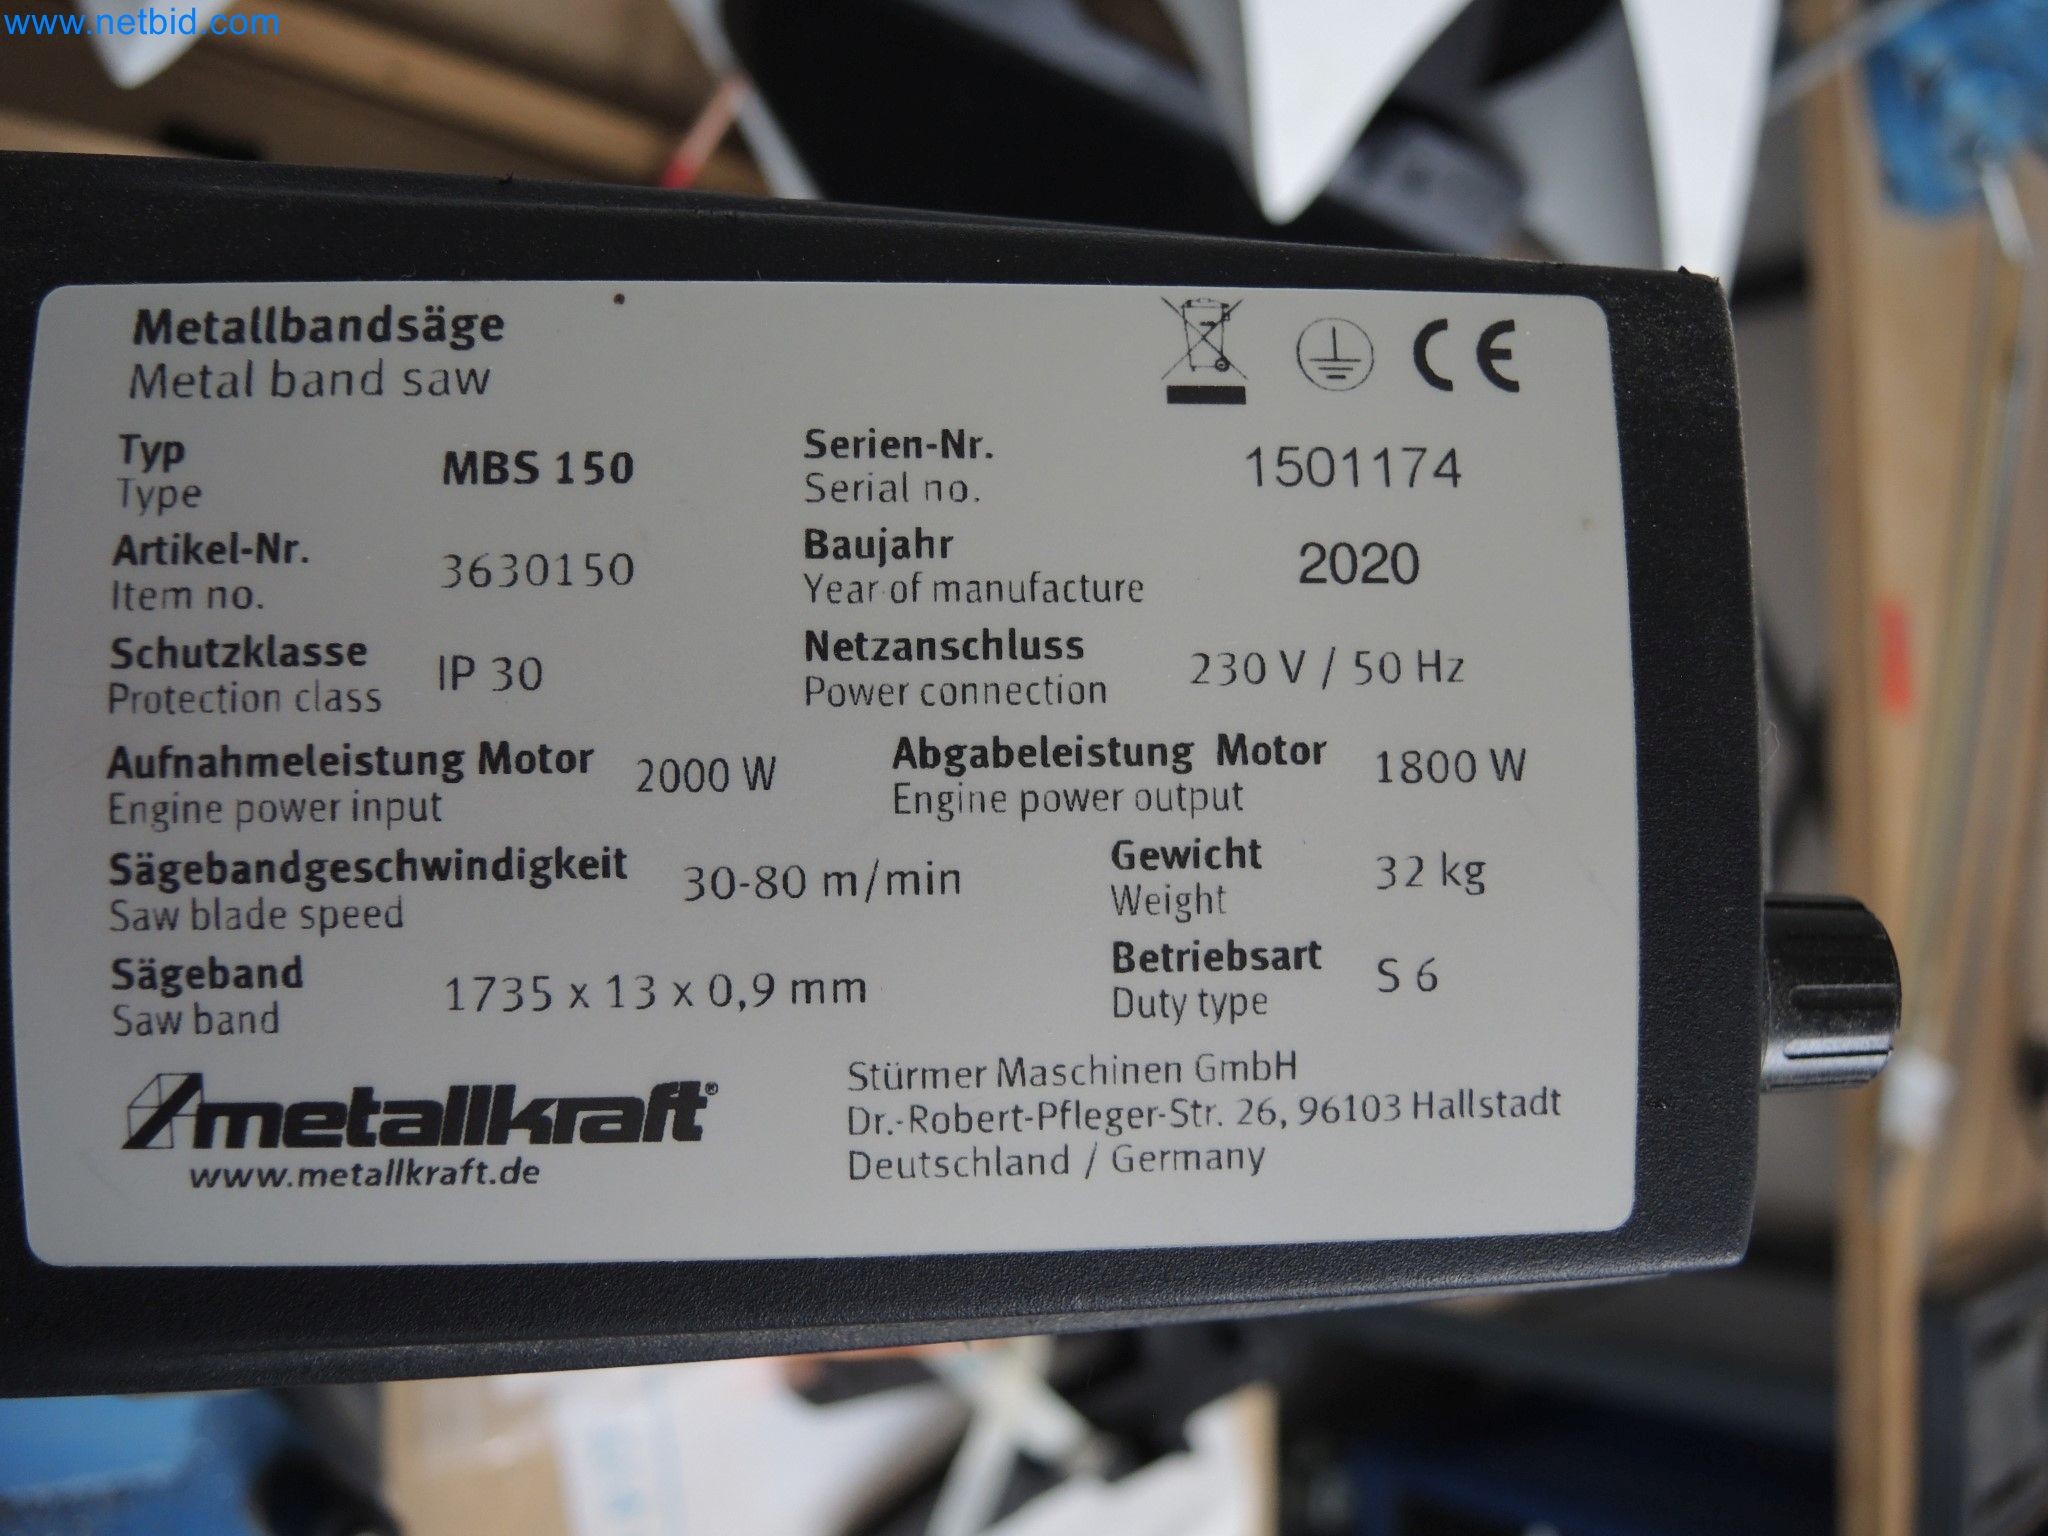 www.netbid.com
Metallbandsäge
Metal band saw
CE
Typ
Type
MBS 150
Serien-Nr.
Serial no.
1501174
Artikel-Nr.
Item no.
3630150
Baujahr
Year of manufacture
2020
Schutzklasse
Protection class
IP 30
Netzanschluss
Power connection
230 V / 50 Hz
Aufnahmeleistung Motor
Engine power input
2000 W
Abgabeleistung Motor
Engine power output
1800 W
Sägebandgeschwindigkeit
Saw blade speed
30-80 m/min
Gewicht
Weight
32 kg
Sägeband
Saw band
1735 x 13 x 0,9 mm
Betriebsart
Duty type
S 6
metallkraft®
www.metallkraft.de
Stürmer Maschinen GmbH
Dr.-Robert-Pfleger-Str. 26, 96103 Hallstadt
Deutschland / Germany